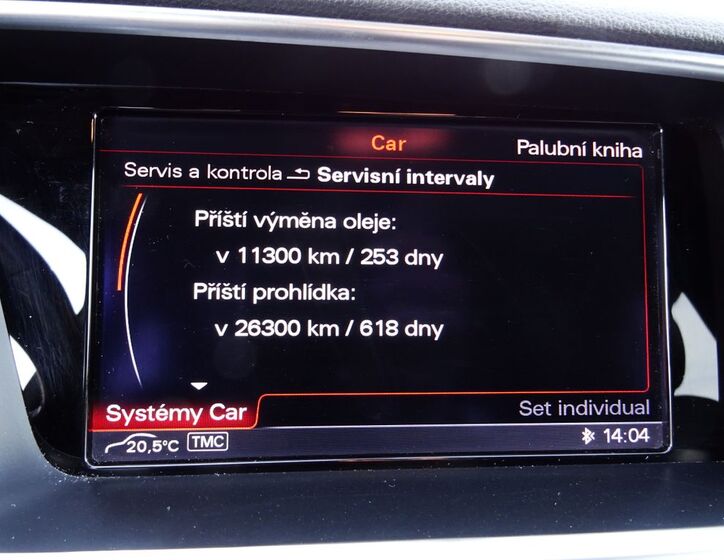 Car
Palubní kniha
Servis a kontrola Servisní intervaly
Příští výměna oleje:
v 11300 km / 253 dny
Příští prohlídka:
v 26300 km / 618 dny
Systémy Car
Set individual
20,5°C TMC
14:04